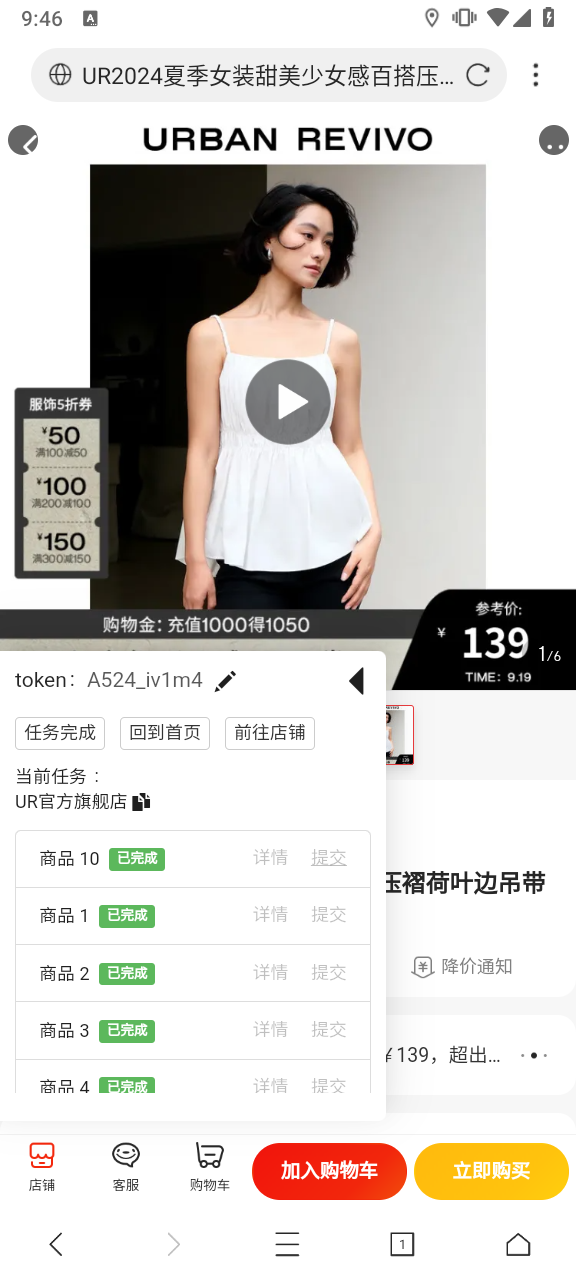 9:46
A
UR2024夏季女装甜美少女感百搭压...
URBAN REVIVO
服饰5折券
¥50
满100减50
¥100
满200减100
¥150
满300减150
购物金：充值1000得1050
参考价:
¥ 139
TIME：9.19
1/6
token： A524_iv1m4
任务完成 回到首页 前往店铺
当前任务：
UR官方旗舰店
商品 10 已完成 详情 提交
商品 1 已完成 详情 提交
商品 2 已完成 详情 提交
商品 3 已完成 详情 提交
商品 4 已完成 详情 提交
压褶荷叶边吊带
降价通知
¥139，超出...
店铺 客服 购物车 加入购物车 立即购买
1